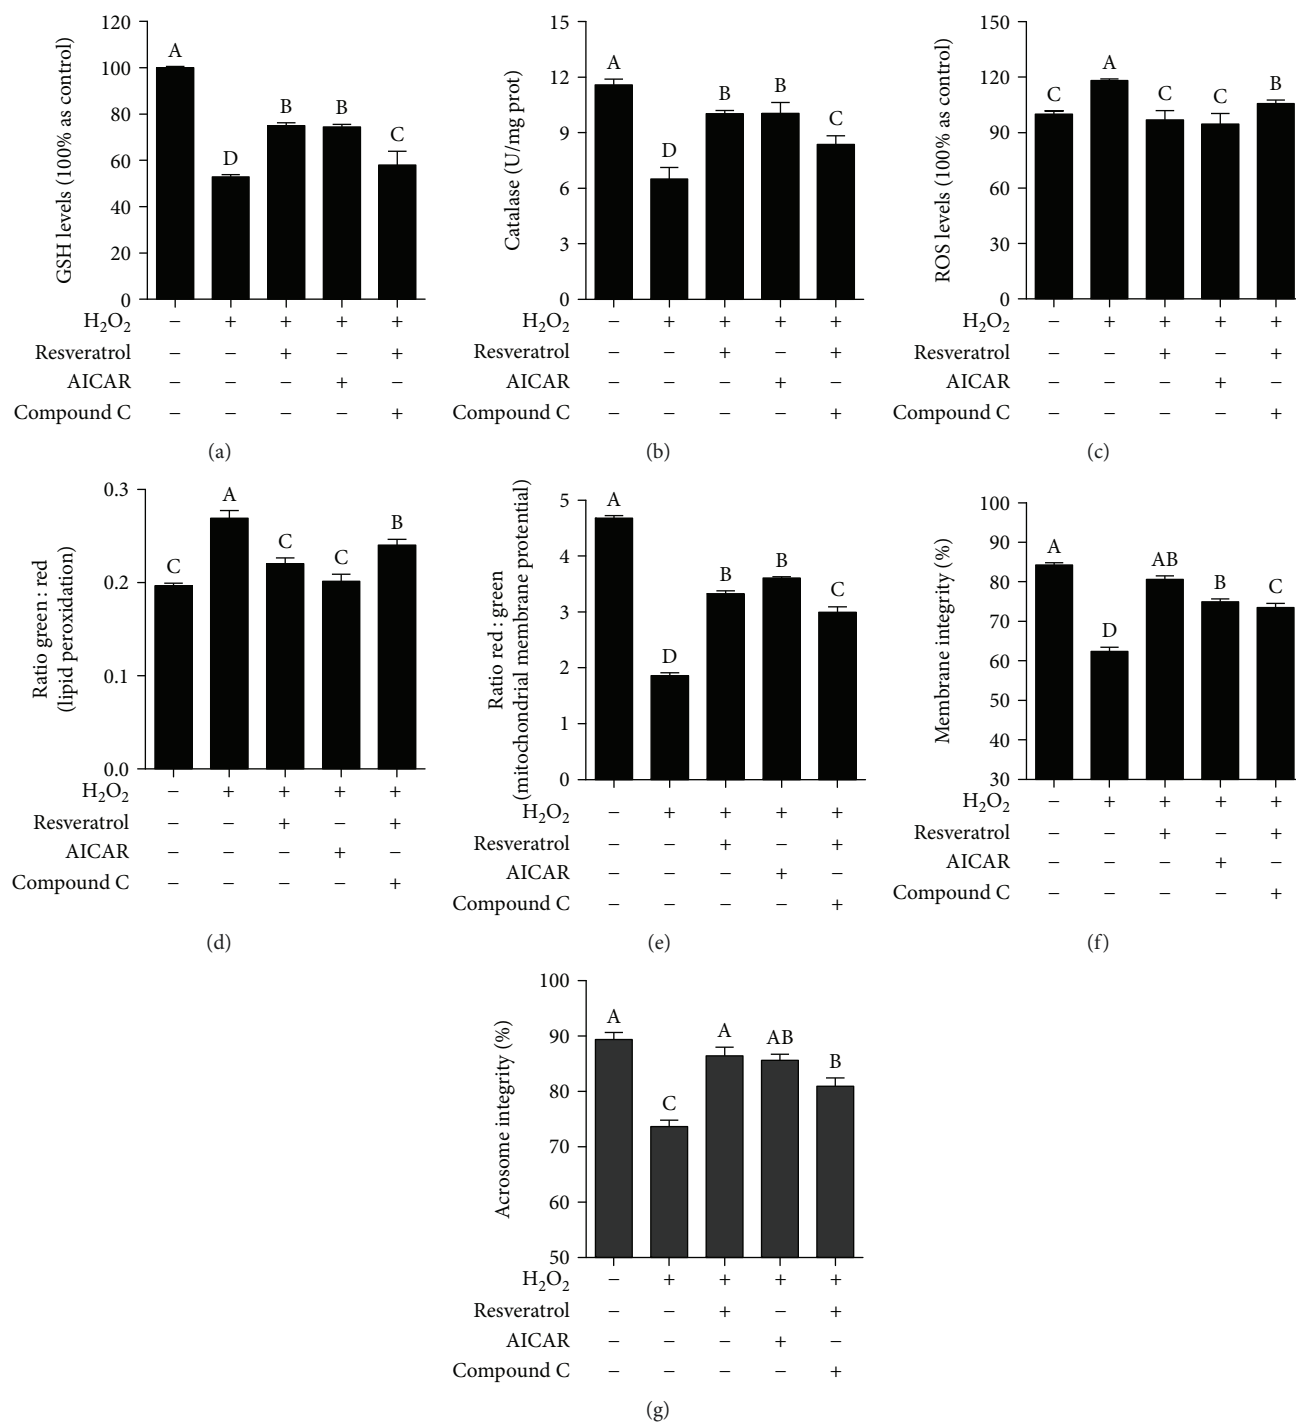 GSH levels (100% as control)
120
100
80
60
40
20
0
A
D
B
B
C
H₂O₂ − + + + +
Resveratrol − − + − +
AICAR − − − + −
Compound C − − − − +
(a)
Catalase (U/mg prot)
15
12
9
6
3
0
A
D
B
B
C
H₂O₂ − + + + +
Resveratrol − − + − +
AICAR − − − + −
Compound C − − − − +
(b)
ROS levels (100% as control)
150
120
90
60
30
0
C
A
C
C
B
H₂O₂ − + + + +
Resveratrol − − + − +
AICAR − − − + −
Compound C − − − − +
(c)
Ratio green : red
(lipid peroxidation)
0.3
0.2
0.1
0.0
C
A
C
C
B
H₂O₂ − + + + +
Resveratrol − − + − +
AICAR − − − + −
Compound C − − − − +
(d)
Ratio red : green
(mitochondrial membrane potential)
5
4
3
2
1
0
A
D
B
B
C
H₂O₂ − + + + +
Resveratrol − − + − +
AICAR − − − + −
Compound C − − − − +
(e)
Membrane integrity (%)
100
90
80
70
60
50
40
30
A
D
AB
B
C
H₂O₂ − + + + +
Resveratrol − − + − +
AICAR − − − + −
Compound C − − − − +
(f)
Acrosome integrity (%)
100
90
80
70
60
50
A
C
A
AB
B
H₂O₂ − + + + +
Resveratrol − − + − +
AICAR − − − + −
Compound C − − − − +
(g)